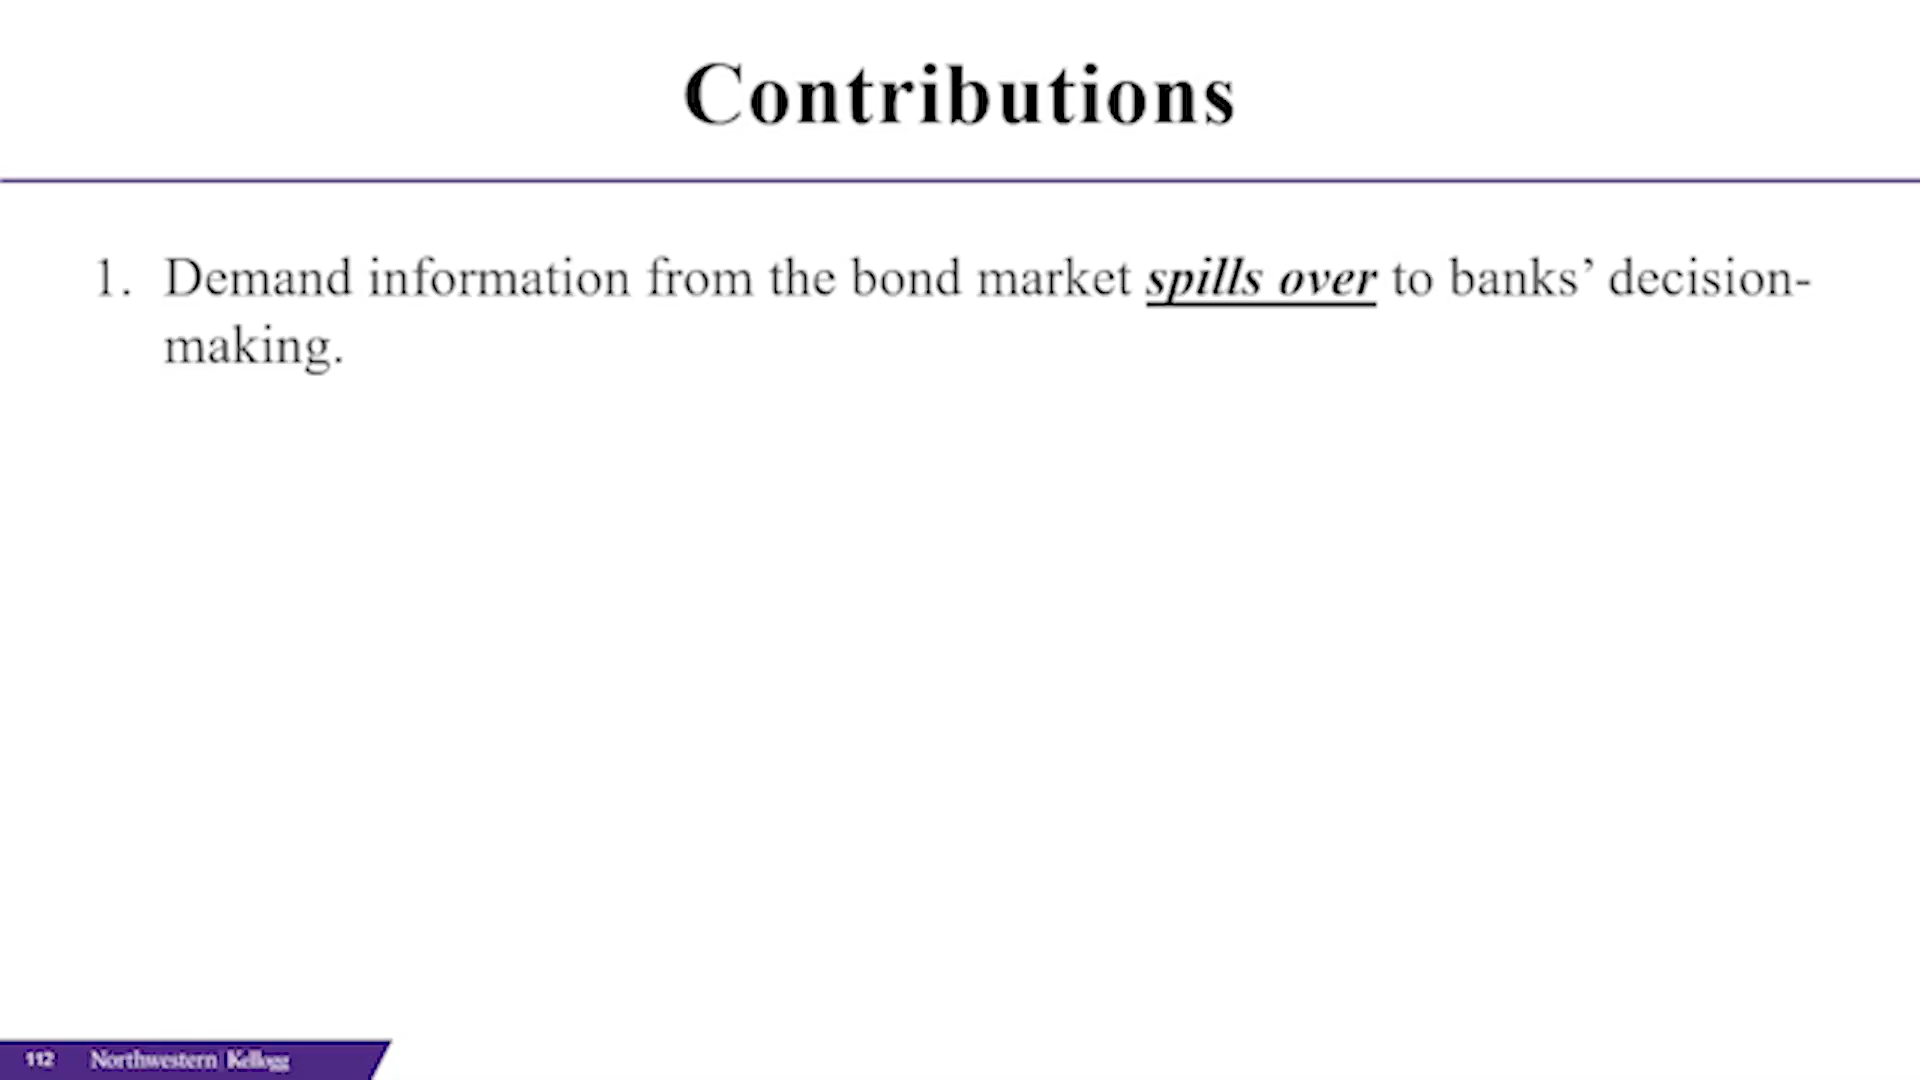 Contributions
1. Demand information from the bond market spills over to banks’ decision-
making.
112 Northwestern Kellogg